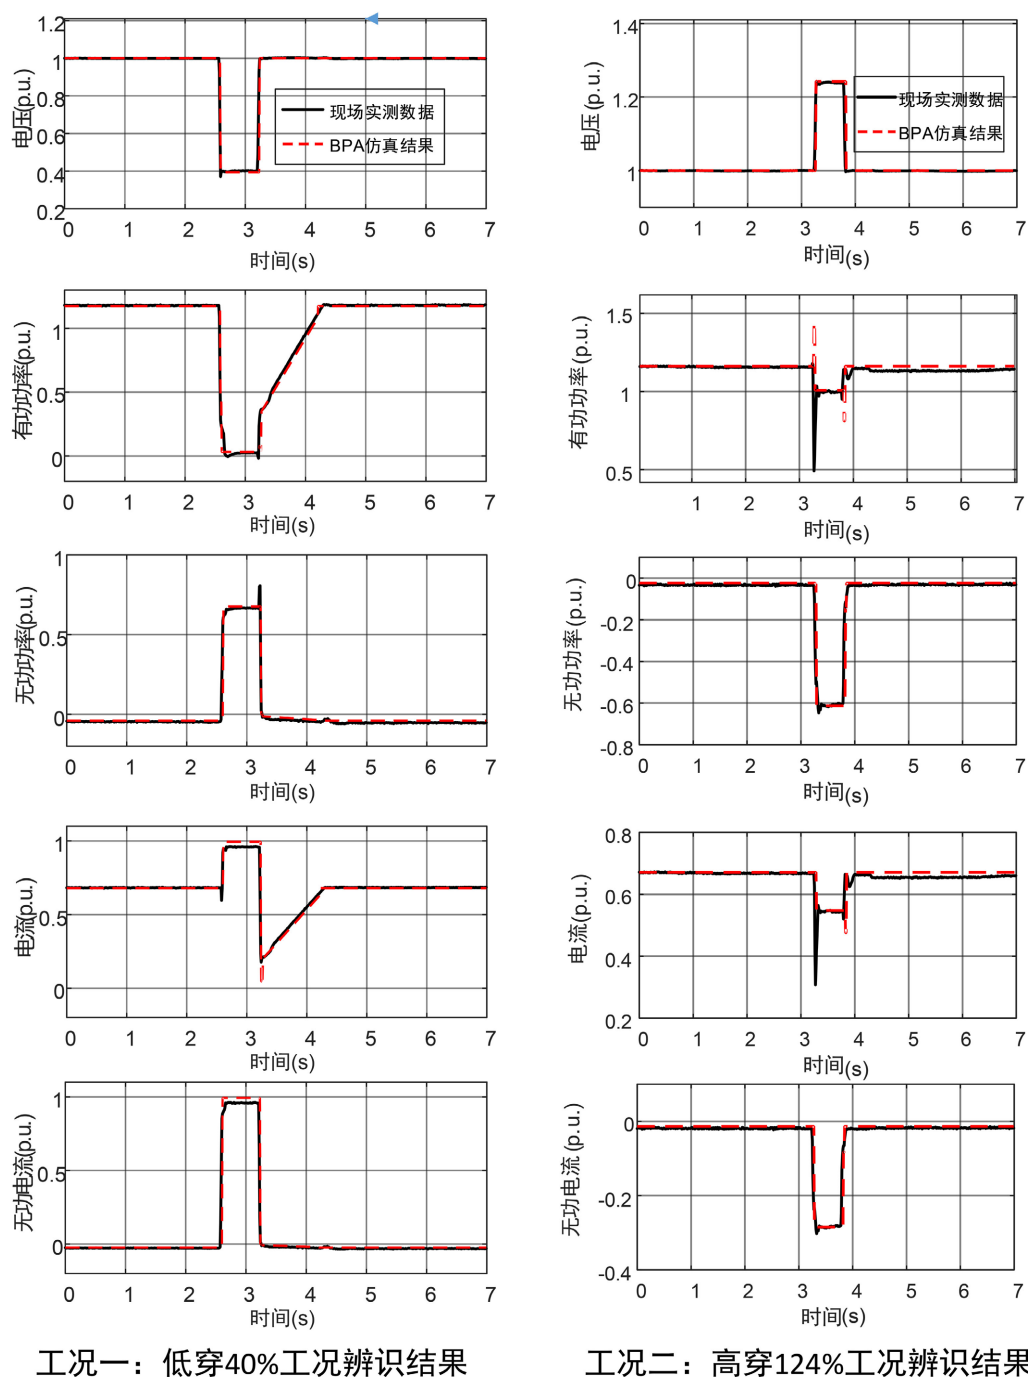 1.2
1
0.8
0.6
0.4
0.2
电压(p.u.)
现场实测数据
BPA仿真结果
0 1 2 3 4 5 6 7
时间(s)
1.4
1.2
1
电压(p.u.)
现场实测数据
BPA仿真结果
0 1 2 3 4 5 6 7
时间(s)
1
0.5
0
有功功率(p.u.)
0 1 2 3 4 5 6 7
时间(s)
1.5
1
0.5
有功功率(p.u.)
1 2 3 4 5 6 7
时间(s)
1
0.5
0
无功功率(p.u.)
0 1 2 3 4 5 6 7
时间(s)
0
-0.2
-0.4
-0.6
-0.8
无功功率(p.u.)
0 1 2 3 4 5 6 7
时间(s)
1
0.5
0
电流(p.u.)
0 1 2 3 4 5 6 7
时间(s)
0.8
0.6
0.4
0.2
电流(p.u.)
0 1 2 3 4 5 6 7
时间(s)
1
0.5
0
无功电流(p.u.)
0 1 2 3 4 5 6 7
时间(s)
0
-0.2
-0.4
无功电流(p.u.)
0 1 2 3 4 5 6 7
时间(s)
工况一：低穿40%工况辨识结果
工况二：高穿124%工况辨识结果